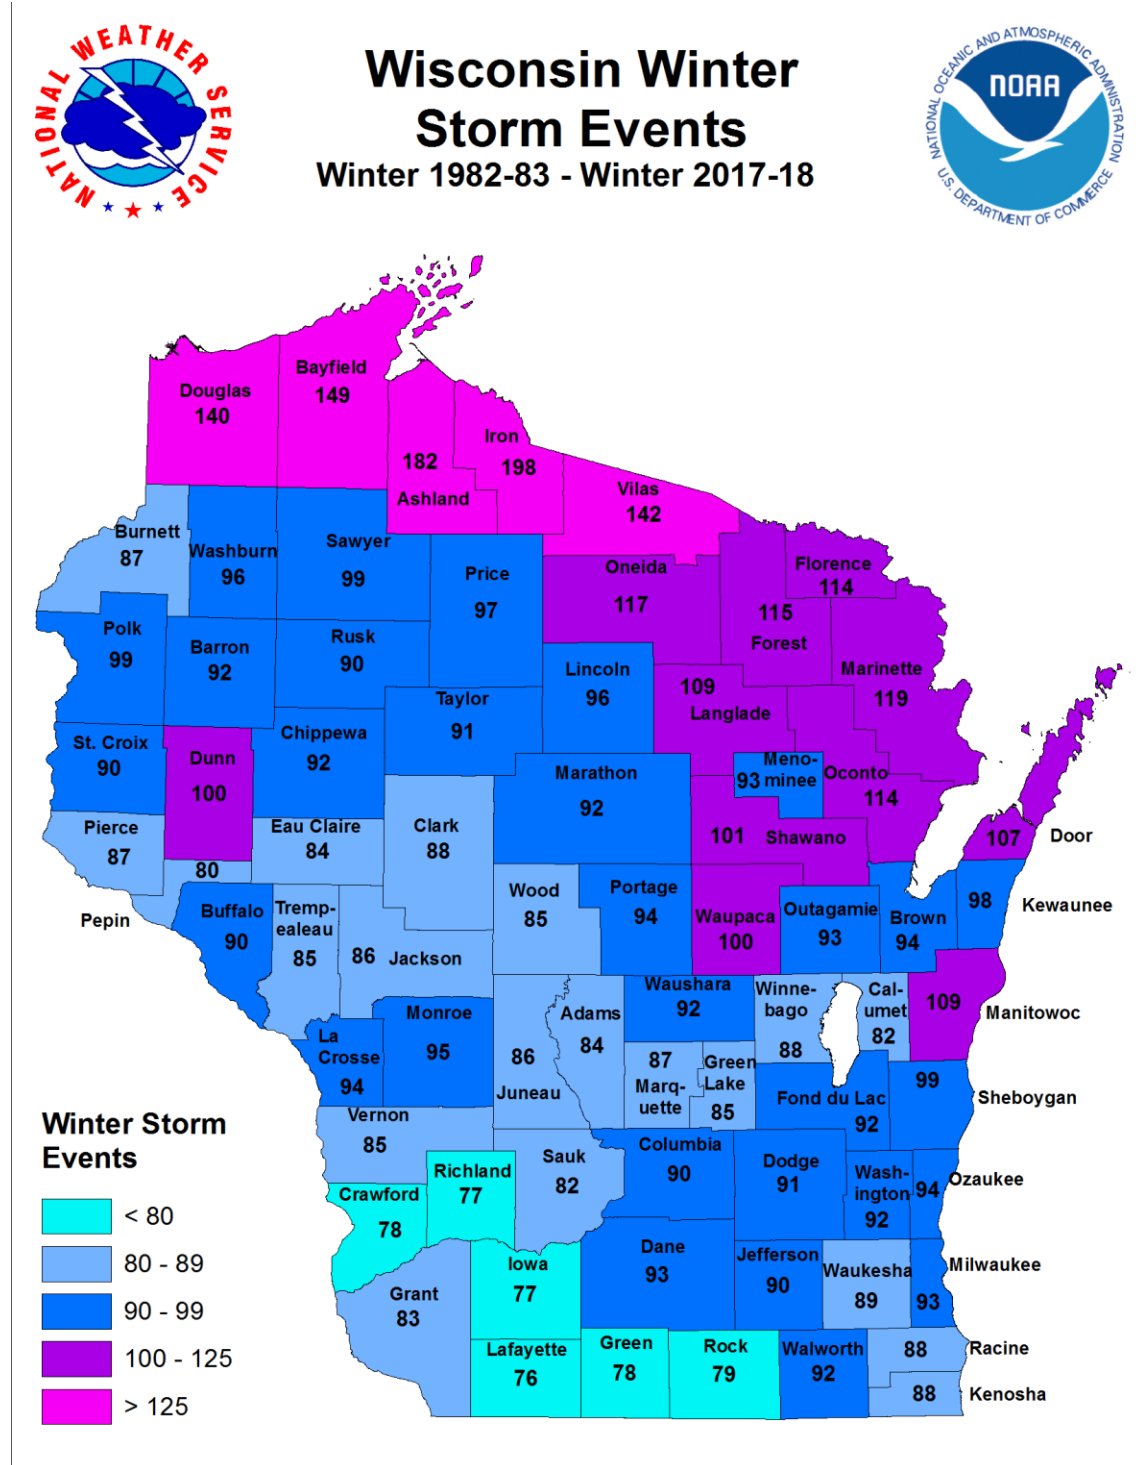 NATIONAL WEATHER SERVICE
Wisconsin Winter
Storm Events
Winter 1982-83 - Winter 2017-18
NATIONAL OCEANIC AND ATMOSPHERIC ADMINISTRATION
NOAA
U.S. DEPARTMENT OF COMMERCE
Douglas
140
Bayfield
149
182
Ashland
Iron
198
Vilas
142
Burnett
87
Washburn
96
Sawyer
99
Price
97
Oneida
117
115
Forest
Florence
114
Marinette
119
Polk
99
Barron
92
Rusk
90
Lincoln
96
109
Langlade
Taylor
91
St. Croix
90
Dunn
100
Chippewa
92
Marathon
92
93
Meno-
minee
Oconto
114
Pierce
87
Eau Claire
84
Clark
88
101
Shawano
107
Door
80
Pepin
Buffalo
90
Tremp-
ealeau
85
86
Jackson
Wood
85
Portage
94
Waupaca
100
Outagamie
93
Brown
94
98
Kewaunee
La
Crosse
94
Monroe
95
86
Juneau
Adams
84
Waushara
92
Winne-
bago
88
Cal-
umet
82
109
Manitowoc
87
Marq-
uette
Green
Lake
85
Fond du Lac
92
99
Sheboygan
Vernon
85
Richland
77
Crawford
78
Sauk
82
Columbia
90
Dodge
91
Wash-
ington
92
94
Ozaukee
Grant
83
Iowa
77
Dane
93
Jefferson
90
Waukesha
89
93
Milwaukee
Lafayette
76
Green
78
Rock
79
Walworth
92
88
Racine
88
Kenosha
Winter Storm
Events
< 80
80 - 89
90 - 99
100 - 125
> 125